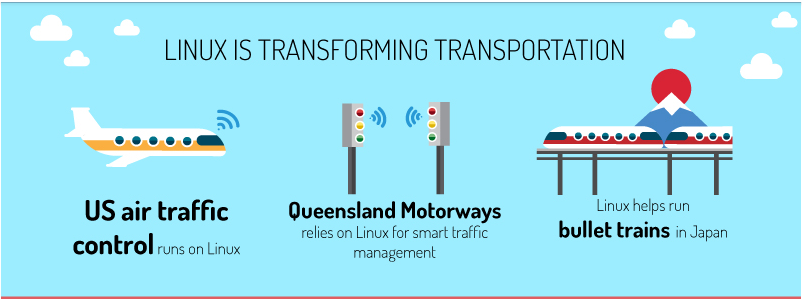 LINUX IS TRANSFORMING TRANSPORTATION
US air traffic
control runs on Linux
Queensland Motorways
relies on Linux for smart traffic
management
Linux helps run
bullet trains in Japan